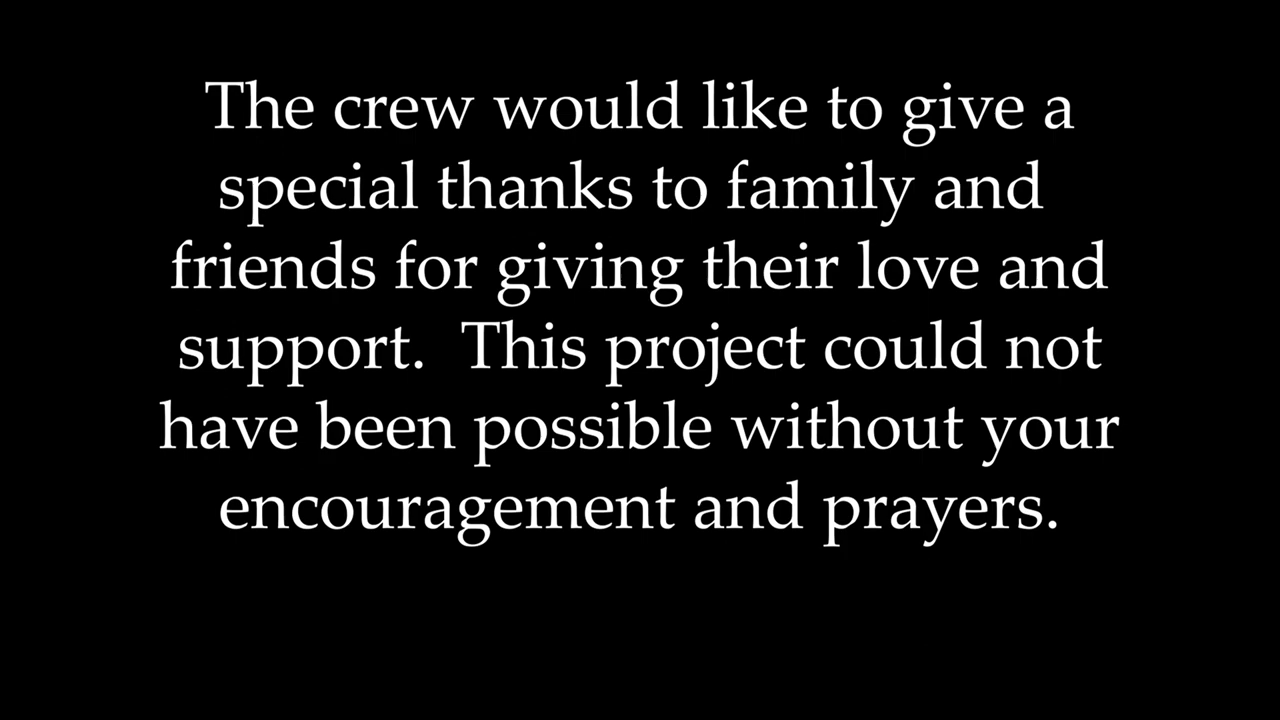 The crew would like to give a
special thanks to family and
friends for giving their love and
support.  This project could not
have been possible without your
encouragement and prayers.